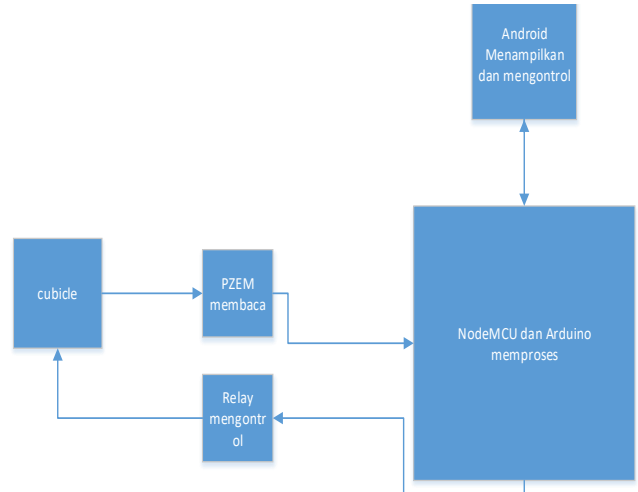 Android
Menampilkan
dan mengontrol
cubicle
PZEM
membaca
NodeMCU dan Arduino
memproses
Relay
mengontr
ol